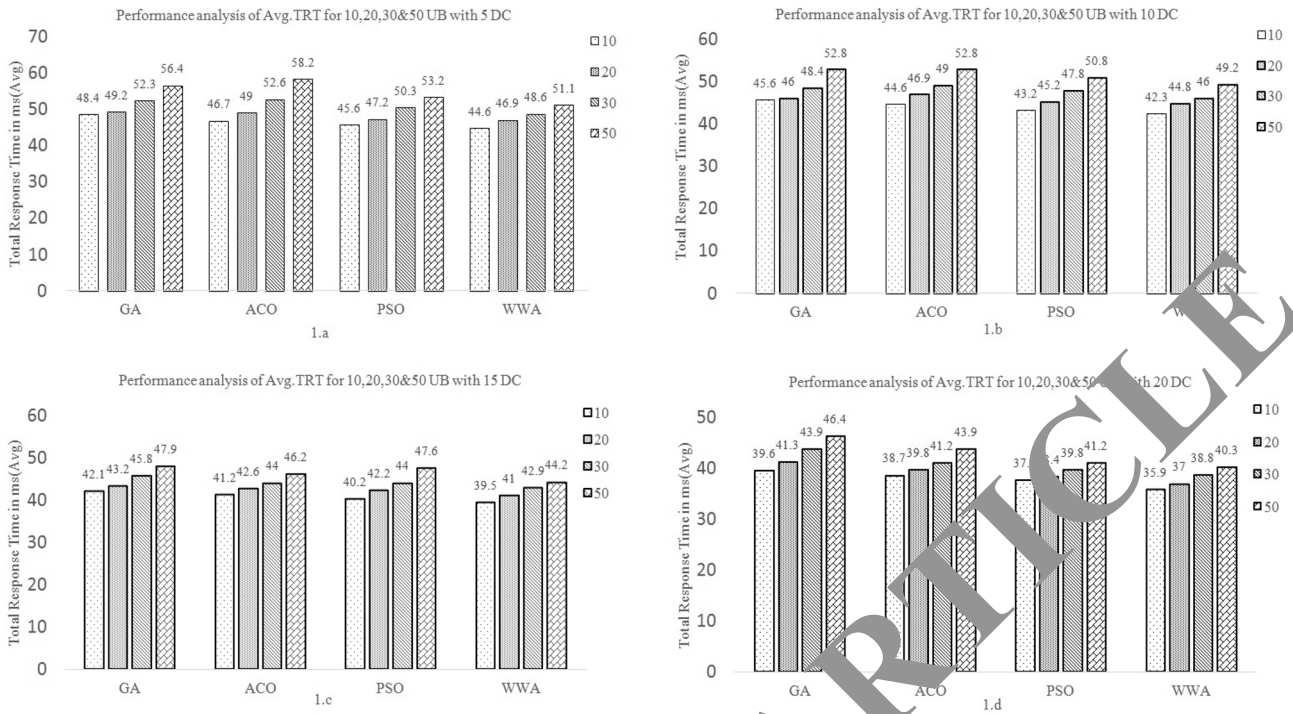 Performance analysis of Avg.TRT for 10,20,30&50 UB with 5 DC
Total Response Time in ms(Avg)
70
60
50
40
30
20
10
0
48.4 49.2 52.3 56.4
46.7 49 52.6 58.2
45.6 47.2 50.3 53.2
44.6 46.9 48.6 51.1
GA ACO PSO WWA
10
20
30
50
1.a
Performance analysis of Avg.TRT for 10,20,30&50 UB with 10 DC
Total Response Time in ms(Avg)
60
50
40
30
20
10
0
45.6 46 48.4 52.8
44.6 46.9 49 52.8
43.2 45.2 47.8 50.8
42.3 44.8 46 49.2
GA ACO PSO
10
20
30
50
1.b
Performance analysis of Avg.TRT for 10,20,30&50 UB with 15 DC
Total Response Time in ms(Avg)
60
50
40
30
20
10
0
42.1 43.2 45.8 47.9
41.2 42.6 44 46.2
40.2 42.2 44 47.6
39.5 41 42.9 44.2
GA ACO PSO WWA
10
20
30
50
1.c
Performance analysis of Avg.TRT for 10,20,30&50 with 20 DC
Total Response Time in ms(Avg)
50
40
30
20
10
0
39.6 41.3 43.9 46.4
38.7 39.8 41.2 43.9
39.8 41.2
35.9 37 38.8 40.3
GA ACO PSO WWA
10
20
30
50
1.d
ARTICLE